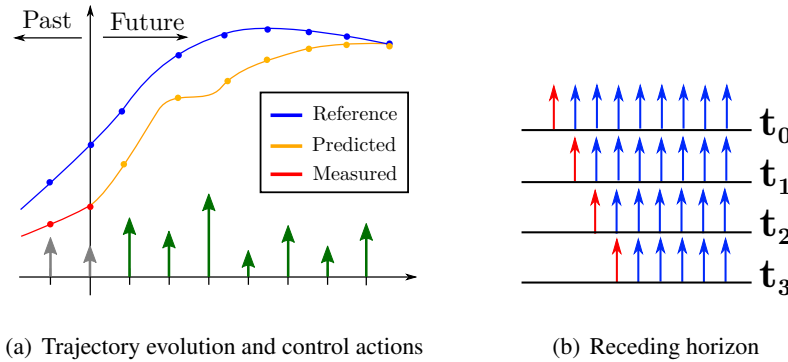 Past
Future
Reference
Predicted
Measured
t0
t1
t2
t3
(a) Trajectory evolution and control actions
(b) Receding horizon